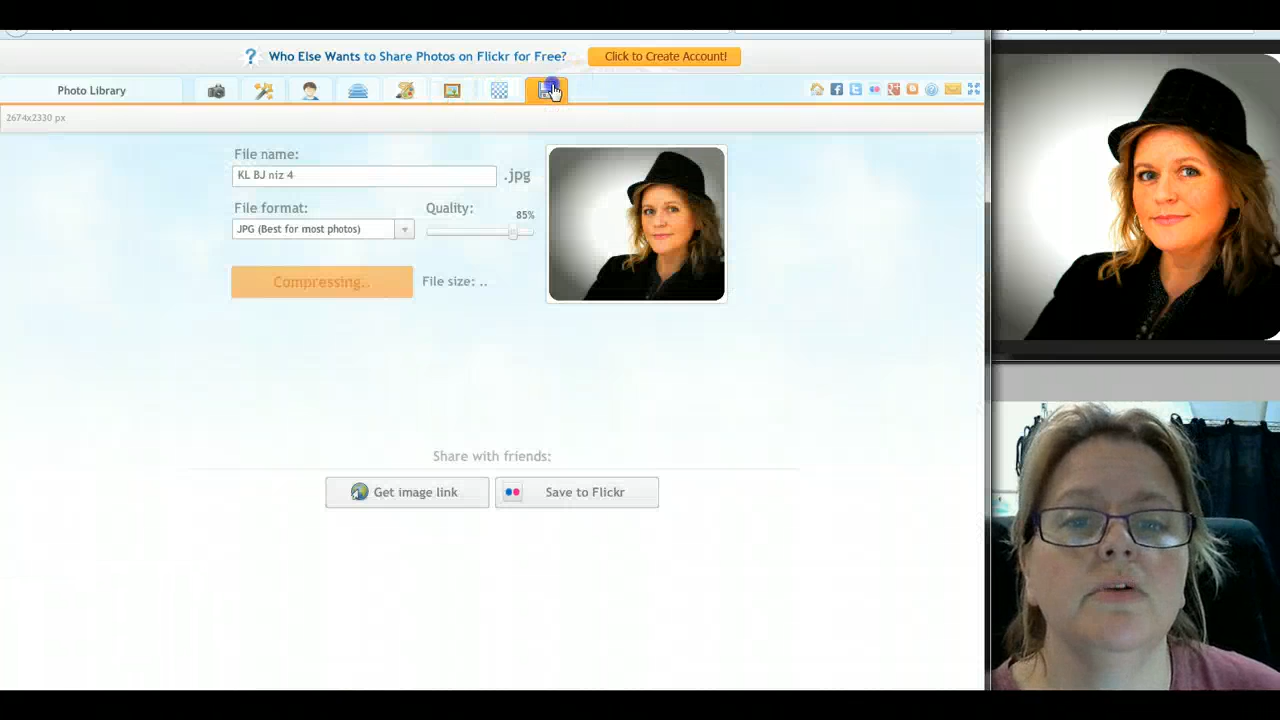 Who Else Wants to Share Photos on Flickr for Free?
Click to Create Account!
Photo Library
2674x2330 px
File name:
KL BJ niz 4
.jpg
File format:
Quality:
85%
JPG (Best for most photos)
Compressing..
File size: ..
Share with friends:
Get image link
Save to Flickr